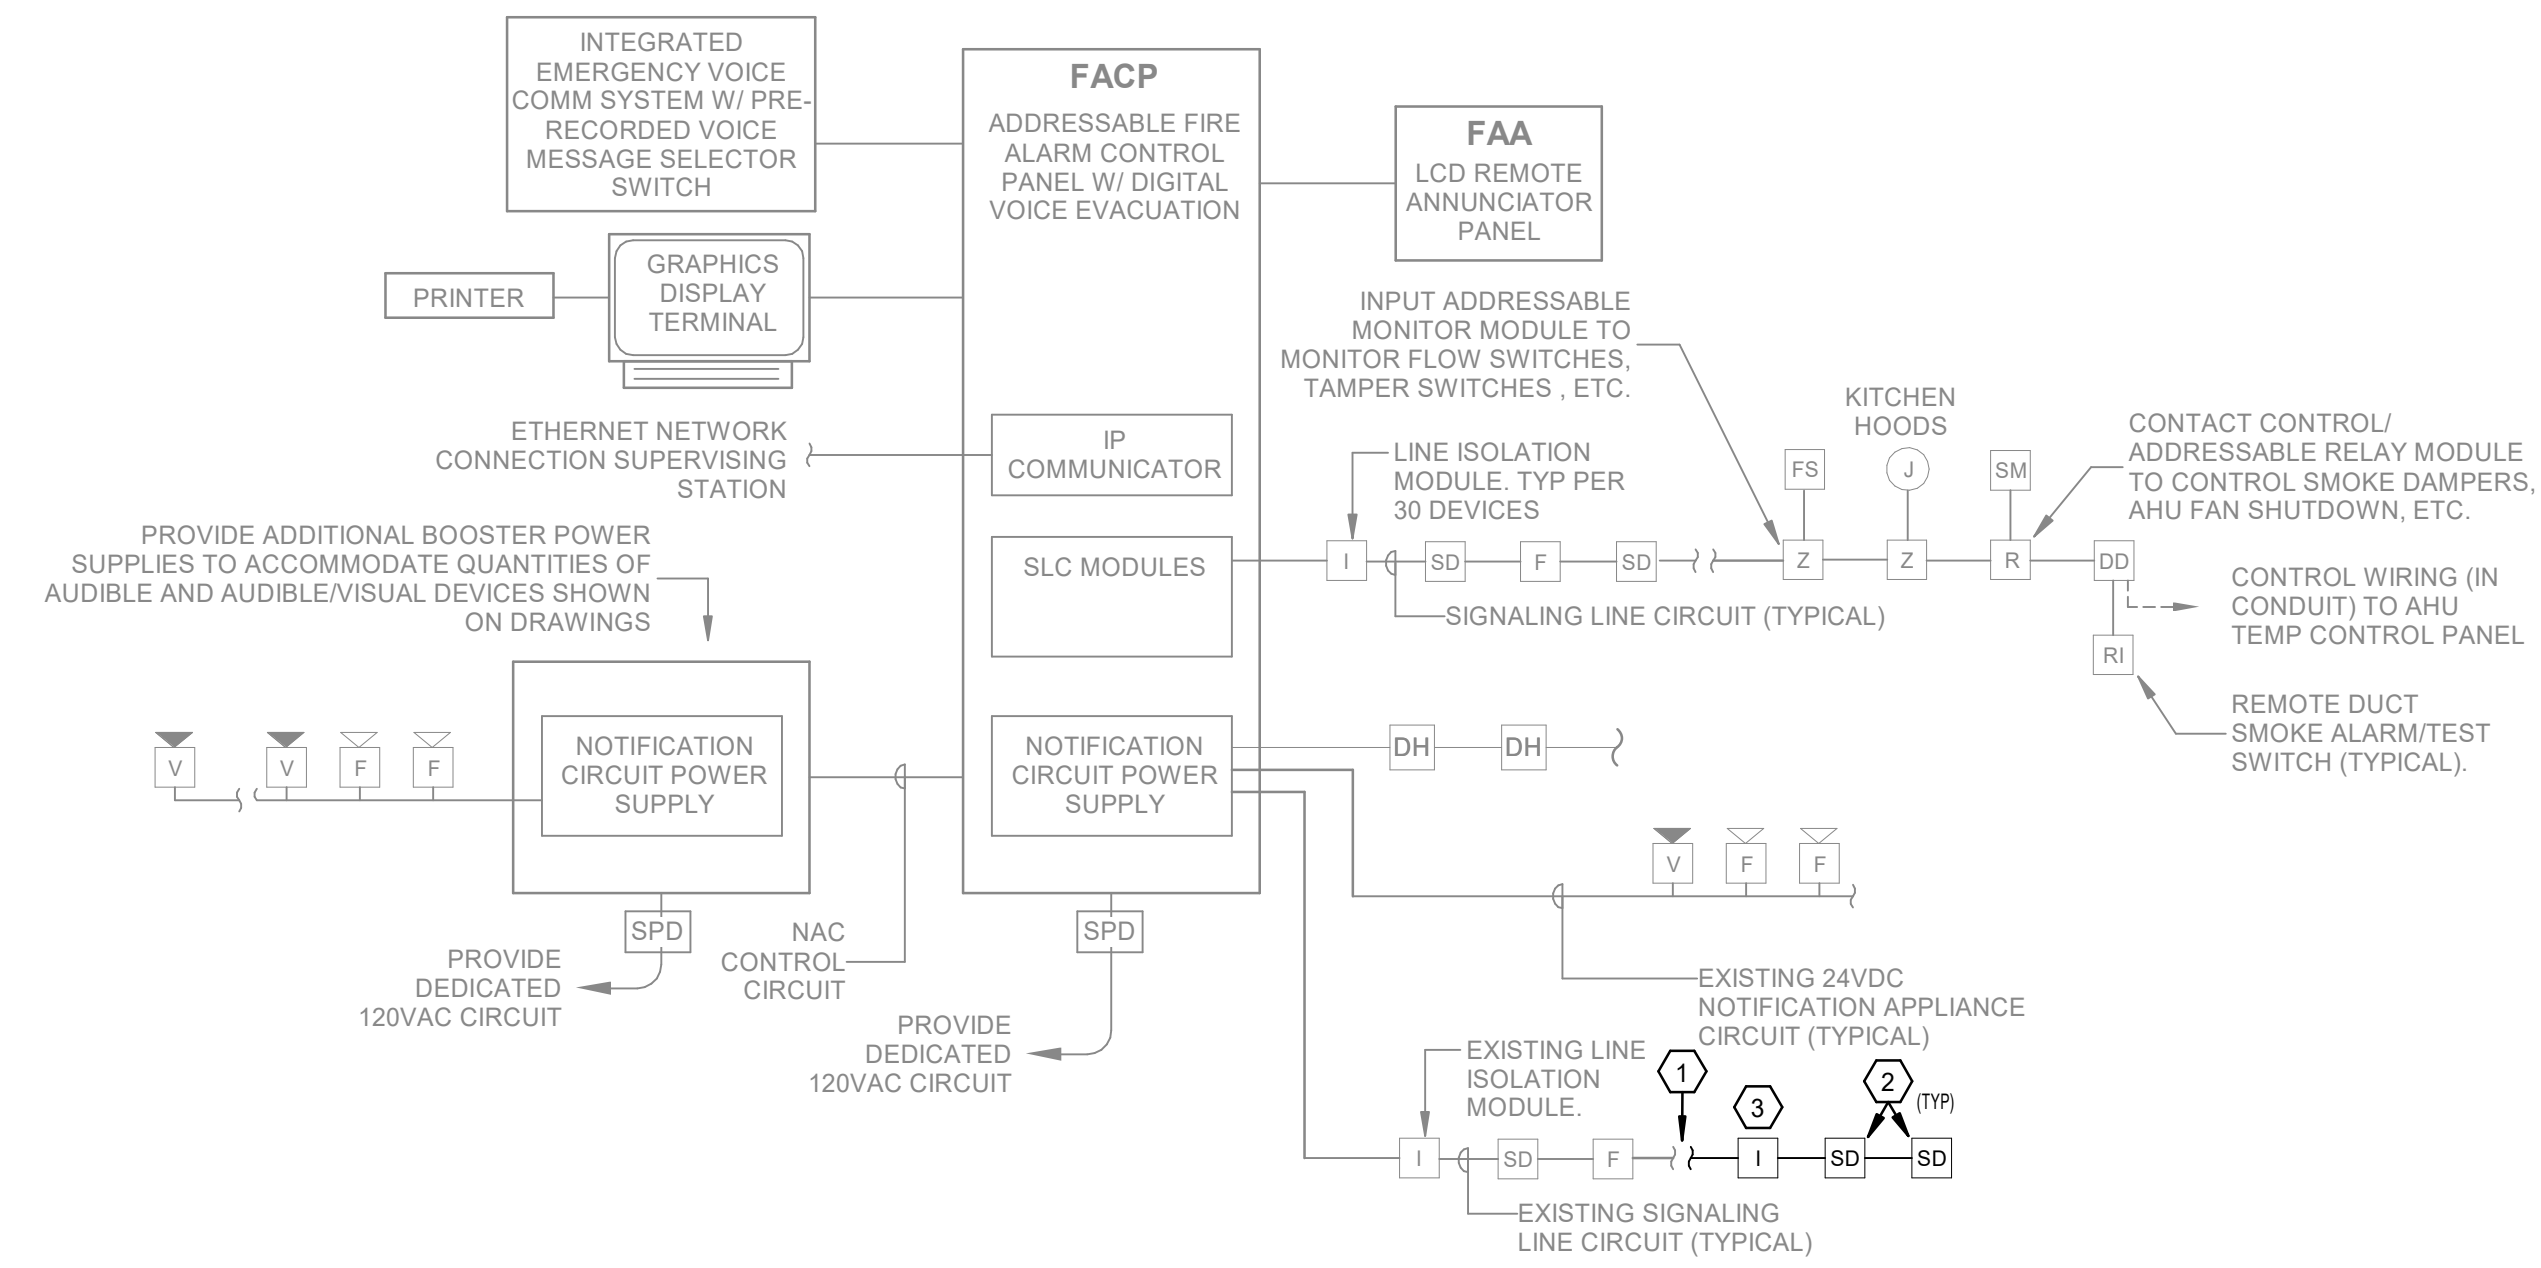 INTEGRATED
EMERGENCY VOICE
COMM SYSTEM W/ PRE-
RECORDED VOICE
MESSAGE SELECTOR
SWITCH
FACP
ADDRESSABLE FIRE
ALARM CONTROL
PANEL W/ DIGITAL
VOICE EVACUATION
FAA
LCD REMOTE
ANNUNCIATOR
PANEL
PRINTER
GRAPHICS
DISPLAY
TERMINAL
INPUT ADDRESSABLE
MONITOR MODULE TO
MONITOR FLOW SWITCHES,
TAMPER SWITCHES , ETC.
KITCHEN
HOODS
CONTACT CONTROL/
ADDRESSABLE RELAY MODULE
TO CONTROL SMOKE DAMPERS,
AHU FAN SHUTDOWN, ETC.
ETHERNET NETWORK
CONNECTION SUPERVISING
STATION
IP
COMMUNICATOR
LINE ISOLATION
MODULE. TYP PER
30 DEVICES
FS
J
SM
PROVIDE ADDITIONAL BOOSTER POWER
SUPPLIES TO ACCOMMODATE QUANTITIES OF
AUDIBLE AND AUDIBLE/VISUAL DEVICES SHOWN
ON DRAWINGS
SLC MODULES
I
SD
F
SD
Z
Z
R
DD
SIGNALING LINE CIRCUIT (TYPICAL)
CONTROL WIRING (IN
CONDUIT) TO AHU
TEMP CONTROL PANEL
RI
REMOTE DUCT
SMOKE ALARM/TEST
SWITCH (TYPICAL).
V
V
F
F
NOTIFICATION
CIRCUIT POWER
SUPPLY
NOTIFICATION
CIRCUIT POWER
SUPPLY
DH
DH
V
F
F
SPD
SPD
PROVIDE
DEDICATED
120VAC CIRCUIT
NAC
CONTROL
CIRCUIT
PROVIDE
DEDICATED
120VAC CIRCUIT
EXISTING 24VDC
NOTIFICATION APPLIANCE
CIRCUIT (TYPICAL)
EXISTING LINE
ISOLATION
MODULE.
1
3
2
(TYP)
I
SD
F
I
SD
SD
EXISTING SIGNALING
LINE CIRCUIT (TYPICAL)